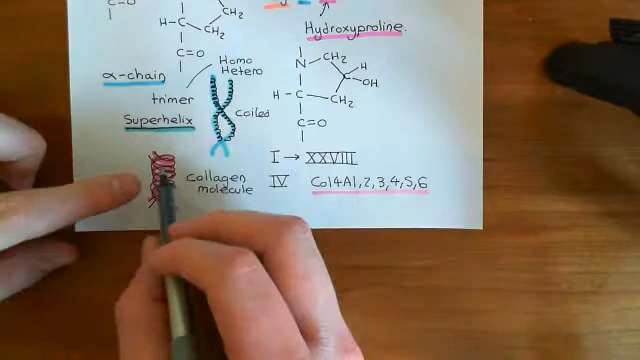 C=O
CH₂
H-C
CH₂
Hydroxyproline.
C=O
Homo
N
CH₂
Hetero
H
C
OH
α-chain
trimer
H-C
CH₂
Superhelix
Coiled
C=O
I → XXVIII
Collagen
molecule
IV
Col4A1,2,3,4,5,6